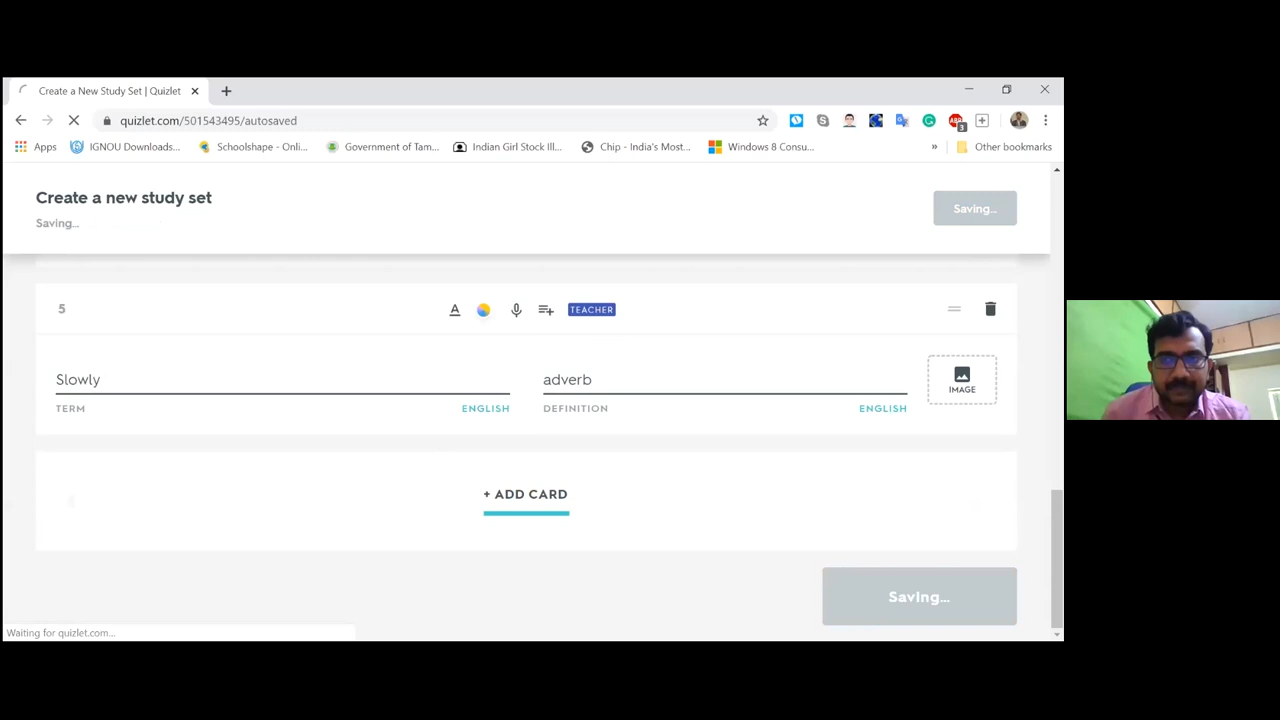 Create a New Study Set | Quizlet
quizlet.com/501543495/autosaved
3
Apps
IGNOU Downloads...
Schoolshape - Onli...
Government of Tam...
Indian Girl Stock Ill...
Chip - India's Most...
Windows 8 Consu...
»
Other bookmarks
Create a new study set
Saving...
Saving...
5
A
TEACHER
Slowly
adverb
IMAGE
TERM
ENGLISH
DEFINITION
ENGLISH
+ ADD CARD
Saving...
Waiting for quizlet.com...